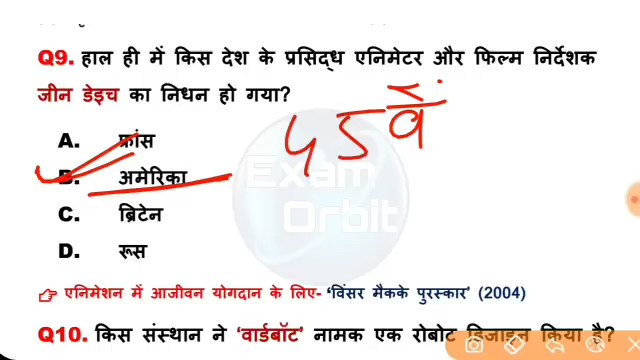 Q9. हाल ही में किस देश के प्रसिद्ध एनिमेटर और फिल्म निर्देशक
जीन डेइच का निधन हो गया?
45वें
A. फ्रांस
B. अमेरिका
C. ब्रिटेन
D. रूस
Exam
Orbit
एनिमेशन में आजीवन योगदान के लिए- ‘विंसर मैकके पुरस्कार’ (2004)
Q10. किस संस्थान ने ‘वार्डबॉट’ नामक एक रोबोट डिजाइन किया है?